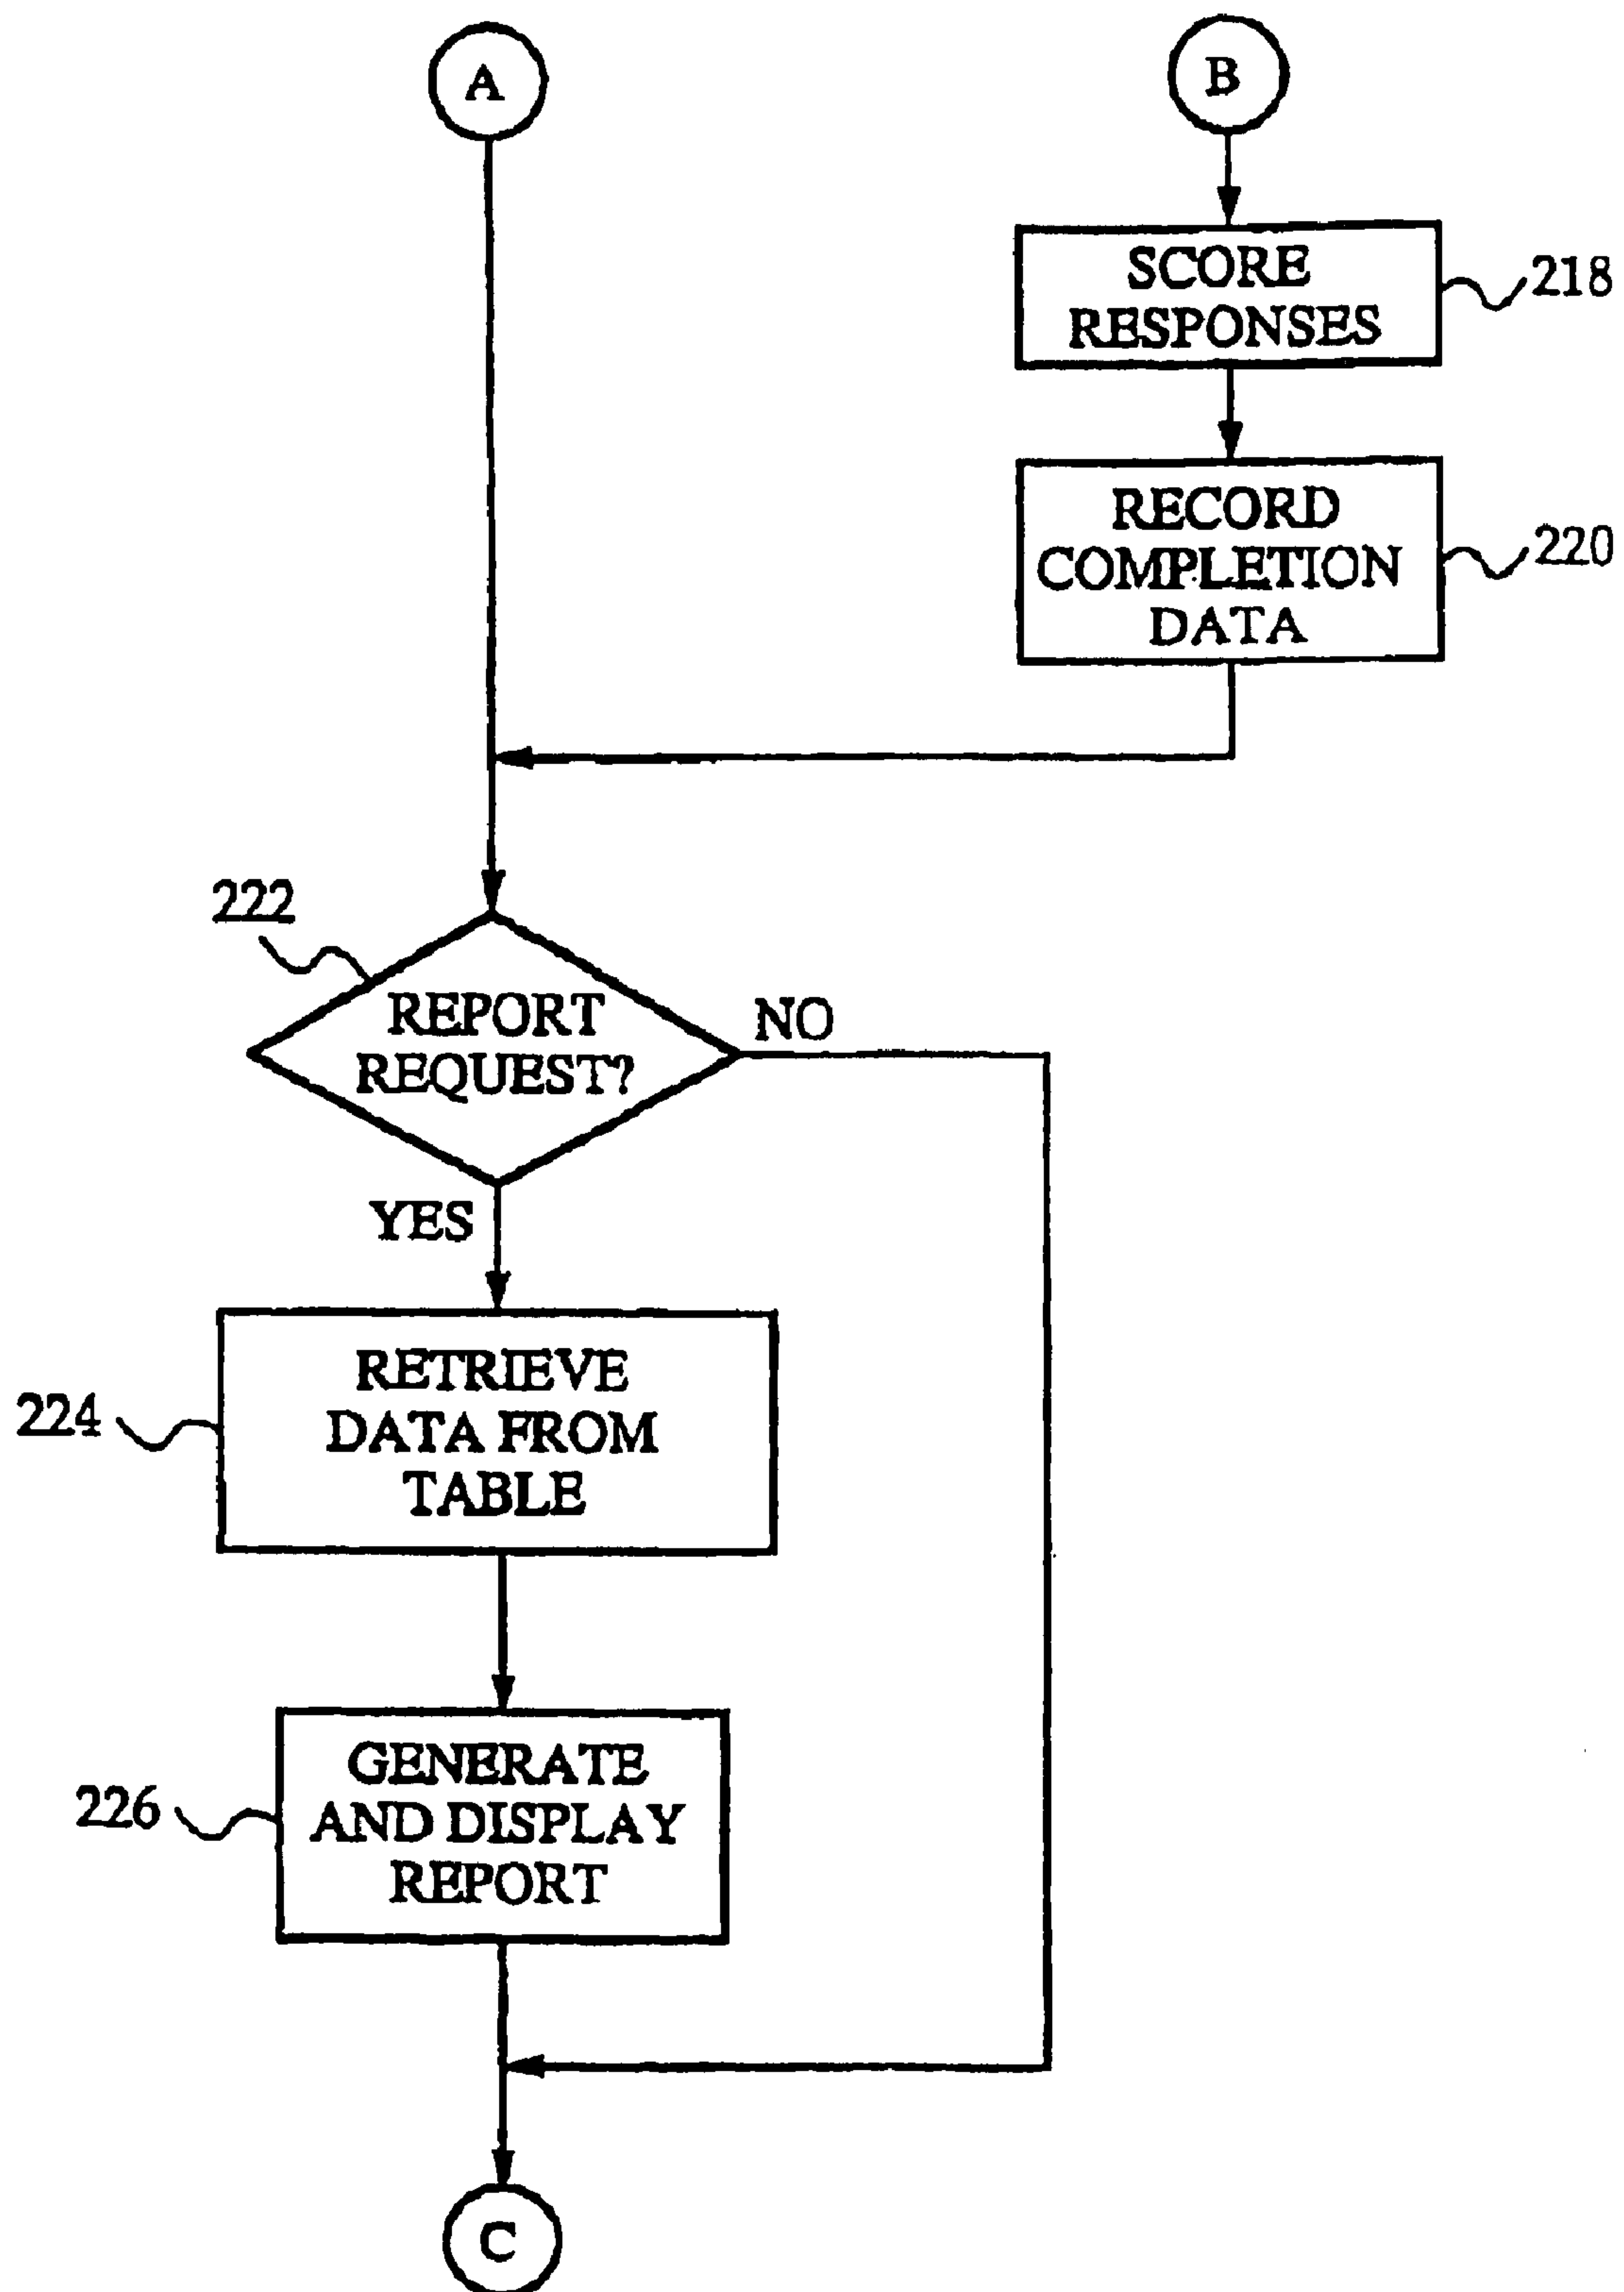 A
B
SCORE
RESPONSES
218
RECORD
COMPLETION
DATA
220
222
REPORT
REQUEST?
NO
YES
RETRIEVE
DATA FROM
TABLE
224
GENERATE
AND DISPLAY
REPORT
226
C